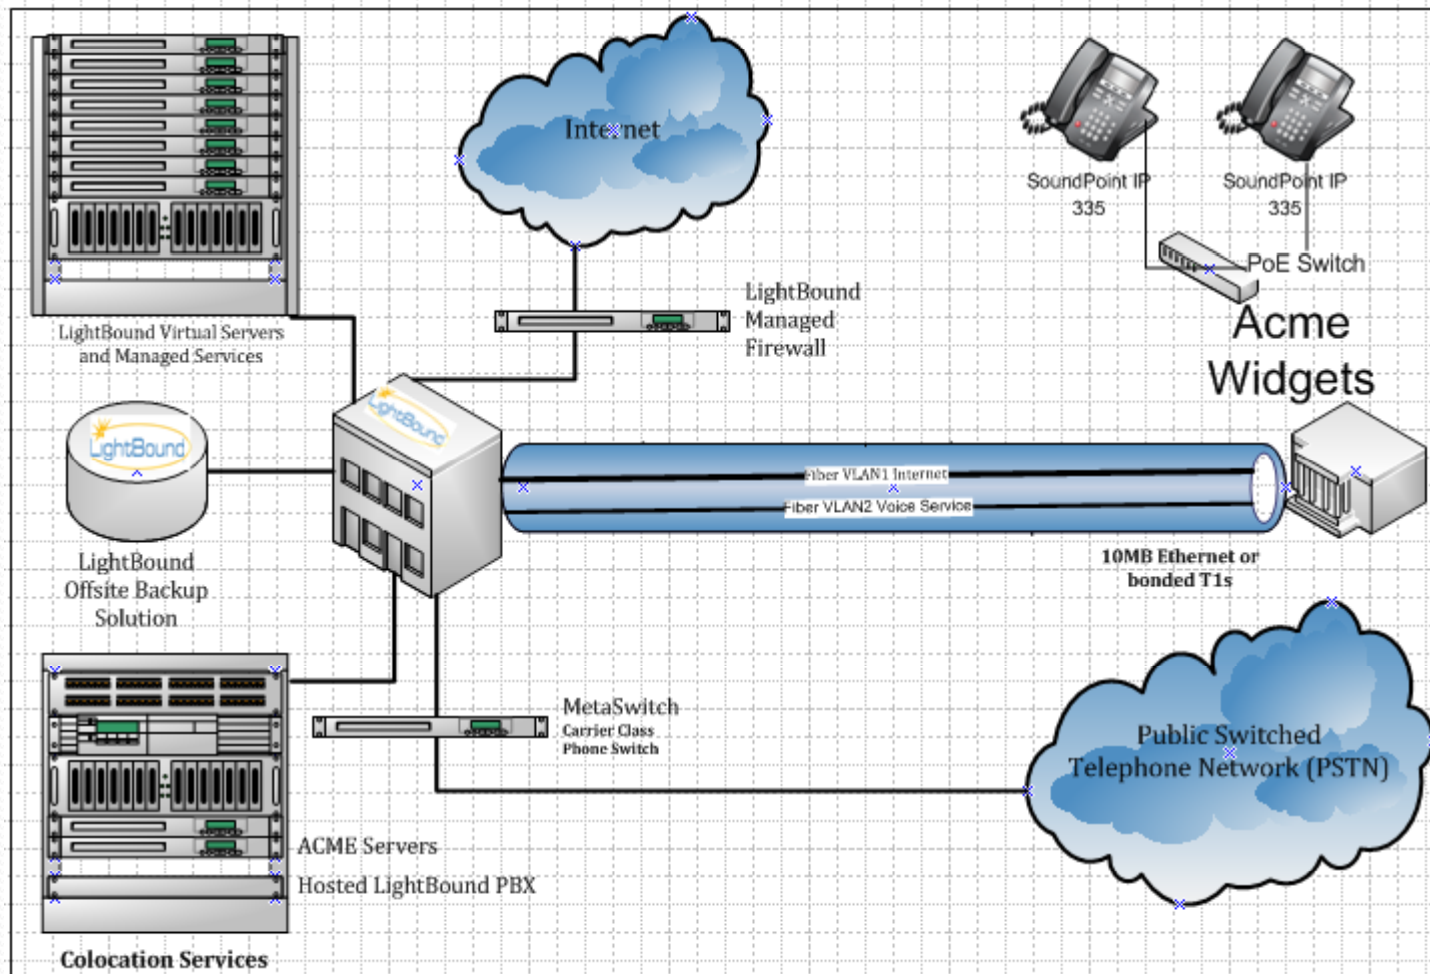 Internet
SoundPoint IP
335
SoundPoint IP
335
PoE Switch
LightBound
Managed
Firewall
Acme
Widgets
LightBound Virtual Servers
and Managed Services
LightBound
LightBound
Fiber VLAN1 Internet
Fiber VLAN2 Voice Service
10MB Ethernet or
bonded T1s
LightBound
Offsite Backup
Solution
MetaSwitch
Carrier Class
Phone Switch
Public Switched
Telephone Network (PSTN)
ACME Servers
Hosted LightBound PBX
Colocation Services